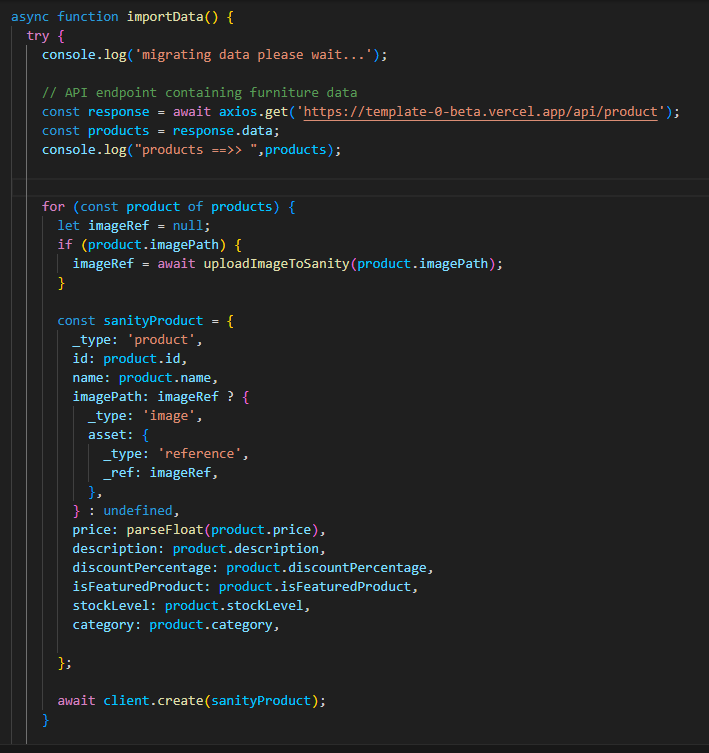 async function importData() {
  try {
    console.log('migrating data please wait...');

    // API endpoint containing furniture data
    const response = await axios.get('https://template-0-beta.vercel.app/api/product');
    const products = response.data;
    console.log("products ==>> ",products);


    for (const product of products) {
      let imageRef = null;
      if (product.imagePath) {
        imageRef = await uploadImageToSanity(product.imagePath);
      }

      const sanityProduct = {
        _type: 'product',
        id: product.id,
        name: product.name,
        imagePath: imageRef ? {
          _type: 'image',
          asset: {
            _type: 'reference',
            _ref: imageRef,
          },
        } : undefined,
        price: parseFloat(product.price),
        description: product.description,
        discountPercentage: product.discountPercentage,
        isFeaturedProduct: product.isFeaturedProduct,
        stockLevel: product.stockLevel,
        category: product.category,

      };

      await client.create(sanityProduct);
    }